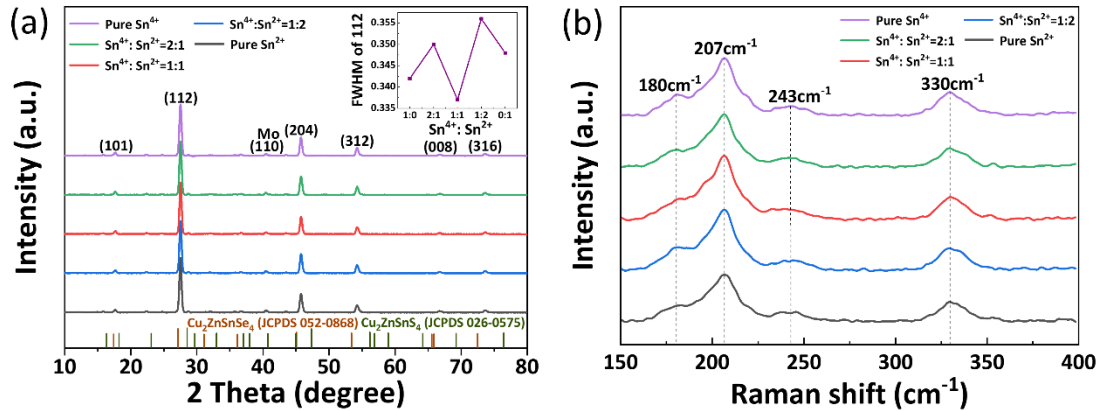 (a)
Pure Sn⁴⁺
Sn⁴⁺: Sn²⁺=2:1
Sn⁴⁺: Sn²⁺=1:1
Sn⁴⁺:Sn²⁺=1:2
Pure Sn²⁺
FWHM of 112
0.355
0.350
0.345
0.340
0.335
1:0 2:1 1:1 1:2 0:1
Sn⁴⁺: Sn²⁺
(101)
(112)
Mo
(110)
(204)
(312)
(008)
(316)
Cu₂ZnSnSe₄ (JCPDS 052-0868)
Cu₂ZnSnS₄ (JCPDS 026-0575)
Intensity (a.u.)
10 20 30 40 50 60 70 80
2 Theta (degree)
(b)
Pure Sn⁴⁺
Sn⁴⁺: Sn²⁺=2:1
Sn⁴⁺: Sn²⁺=1:1
Sn⁴⁺:Sn²⁺=1:2
Pure Sn²⁺
180cm⁻¹
207cm⁻¹
243cm⁻¹
330cm⁻¹
Intensity (a.u.)
150 200 250 300 350 400
Raman shift (cm⁻¹)